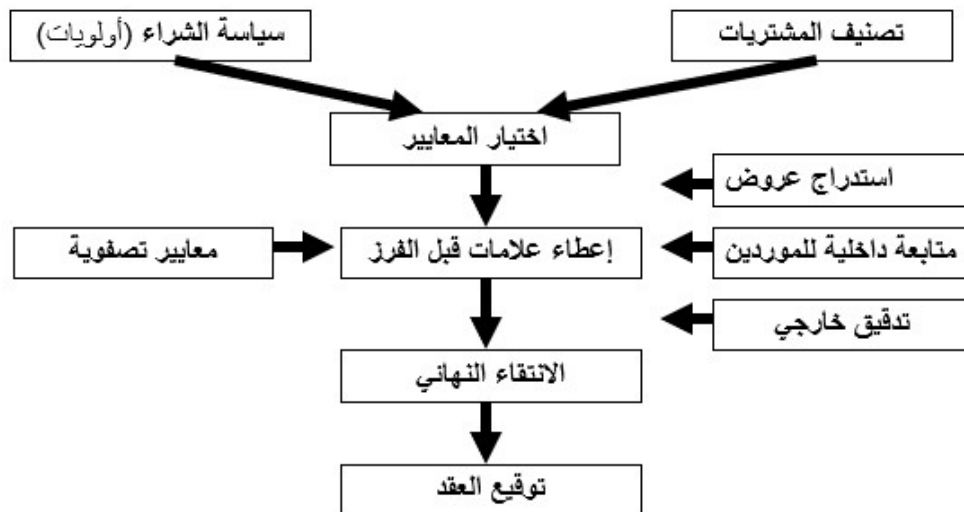 تصنيف المشتريات
سياسة الشراء (أولويات)
اختيار المعايير
استدراج عروض
متابعة داخلية للموردين
إعطاء علامات قبل الفرز
معايير تصفوية
تدقيق خارجي
الانتقاء النهائي
توقيع العقد